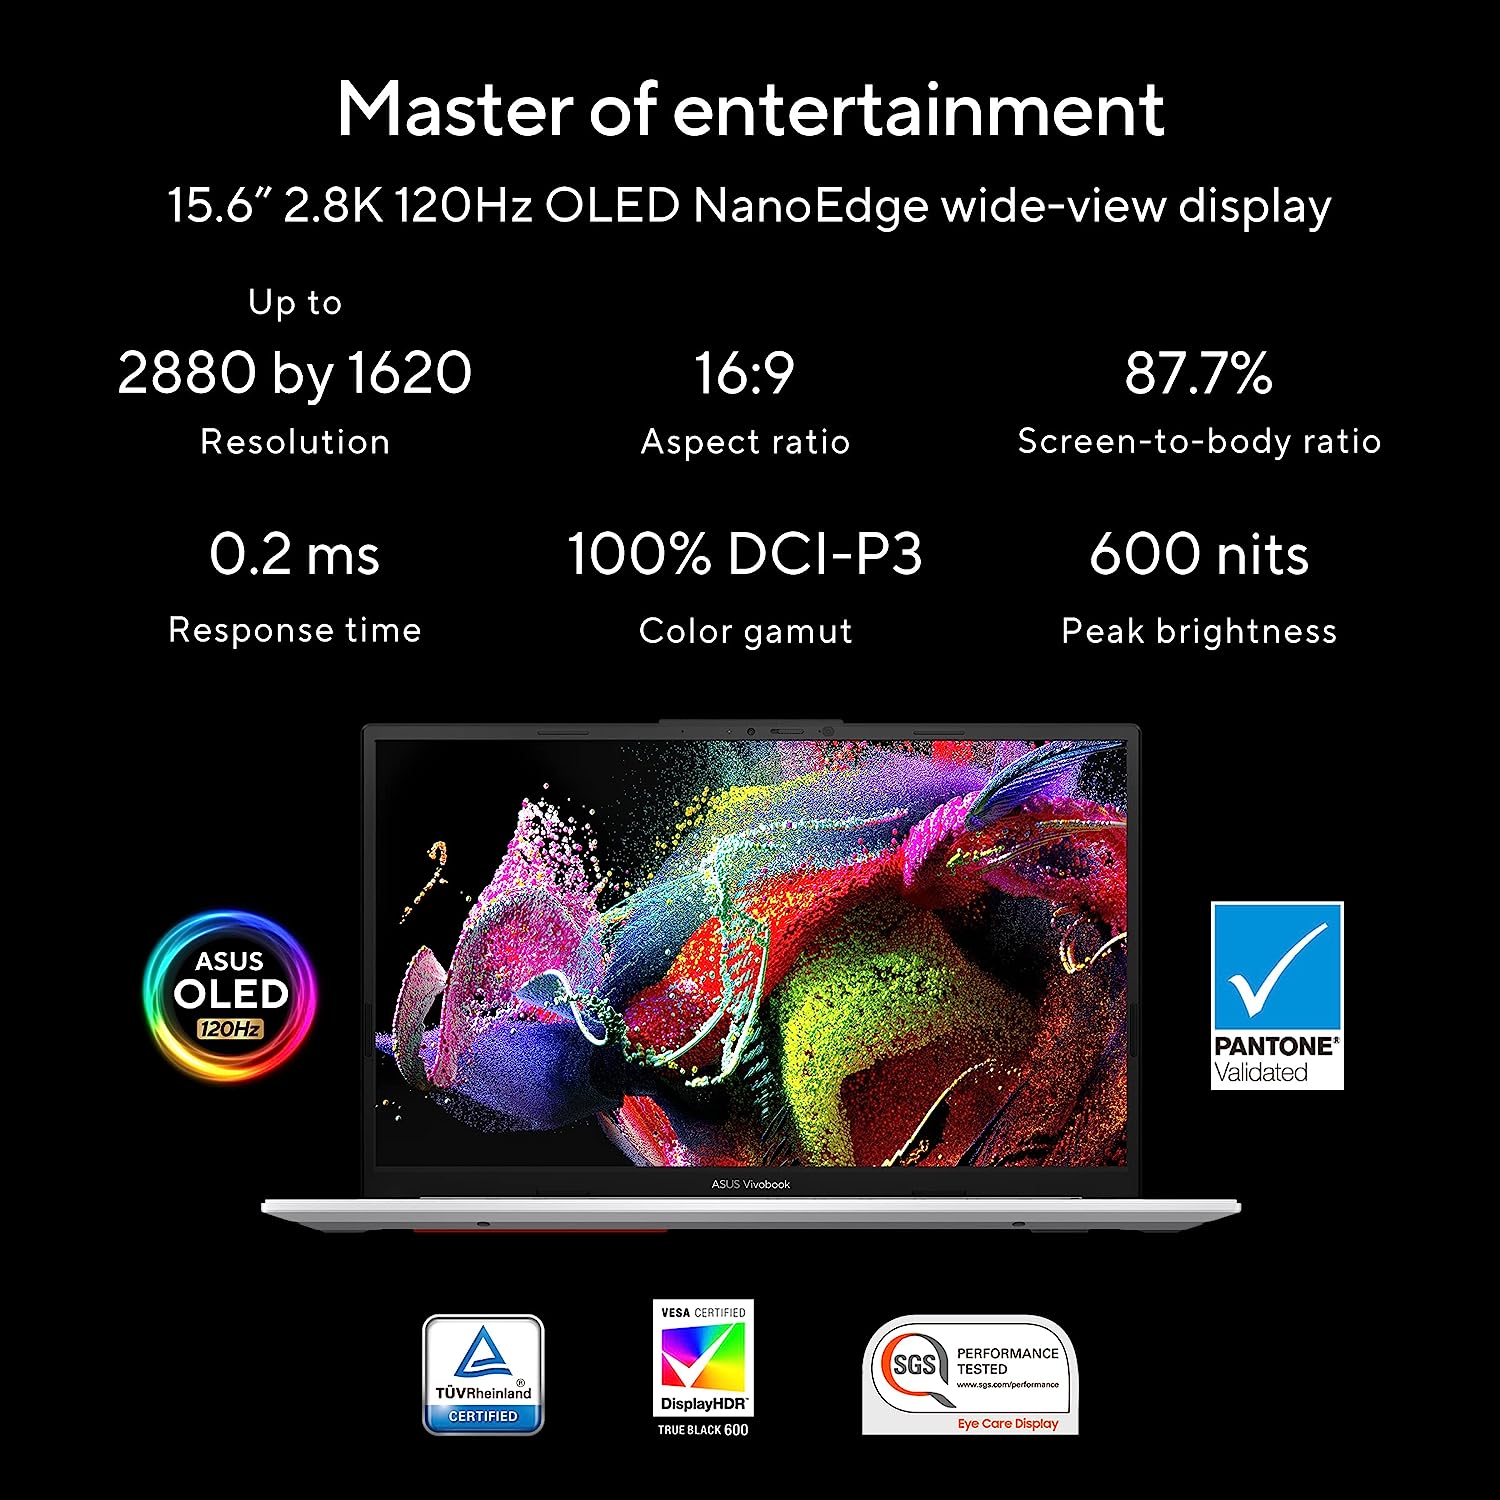 Master of entertainment
15.6″ 2.8K 120Hz OLED NanoEdge wide-view display
Up to
2880 by 1620
Resolution
16:9
Aspect ratio
87.7%
Screen-to-body ratio
0.2 ms
Response time
100% DCI-P3
Color gamut
600 nits
Peak brightness
ASUS
OLED
120Hz
PANTONE®
Validated
ASUS Vivobook
TÜVRheinland®
CERTIFIED
VESA CERTIFIED
DisplayHDR™
TRUE BLACK 600
SGS
PERFORMANCE
TESTED
www.sgs.com/performance
Eye Care Display